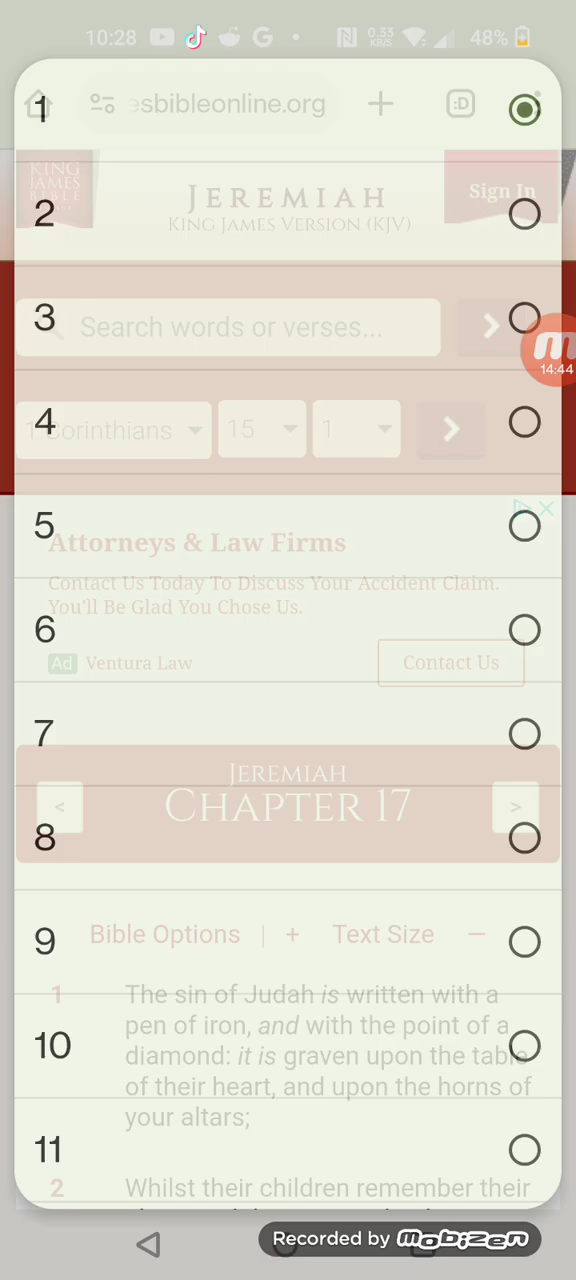 10:28
0.33
KB/S
48%
1
esbibleonline.org
:D
KING
JAMES
BIBLE
JEREMIAH
KING JAMES VERSION (KJV)
Sign In
2
3
Search words or verses...
14:44
4
1 Corinthians
15
1
5
Attorneys & Law Firms
Contact Us Today To Discuss Your Accident Claim.
You'll Be Glad You Chose Us.
6
Ad
Ventura Law
Contact Us
7
JEREMIAH
<
CHAPTER 17
>
8
9
Bible Options | + Text Size —
1 The sin of Judah is written with a
pen of iron, and with the point of a
10
diamond: it is graven upon the table
of their heart, and upon the horns of
your altars;
11
2 Whilst their children remember their
Recorded by Mobizen